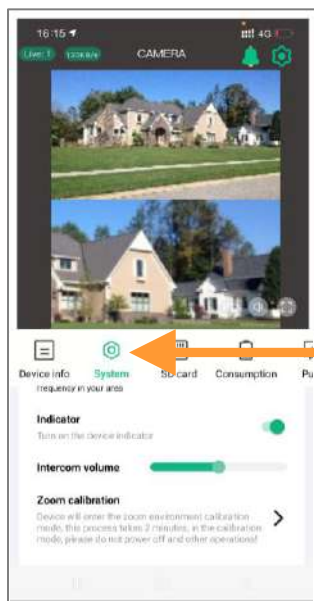 16:15
4G
Live: 1
CAMERA
Device info
System
SD card
Consumption
Pu
frequency in your area
Indicator
Turn on the device indicator
Intercom volume
Zoom calibration
Device will enter the zoom environment calibration
mode, this process takes 2 minutes, in the calibration
mode, please do not power off and other operations!